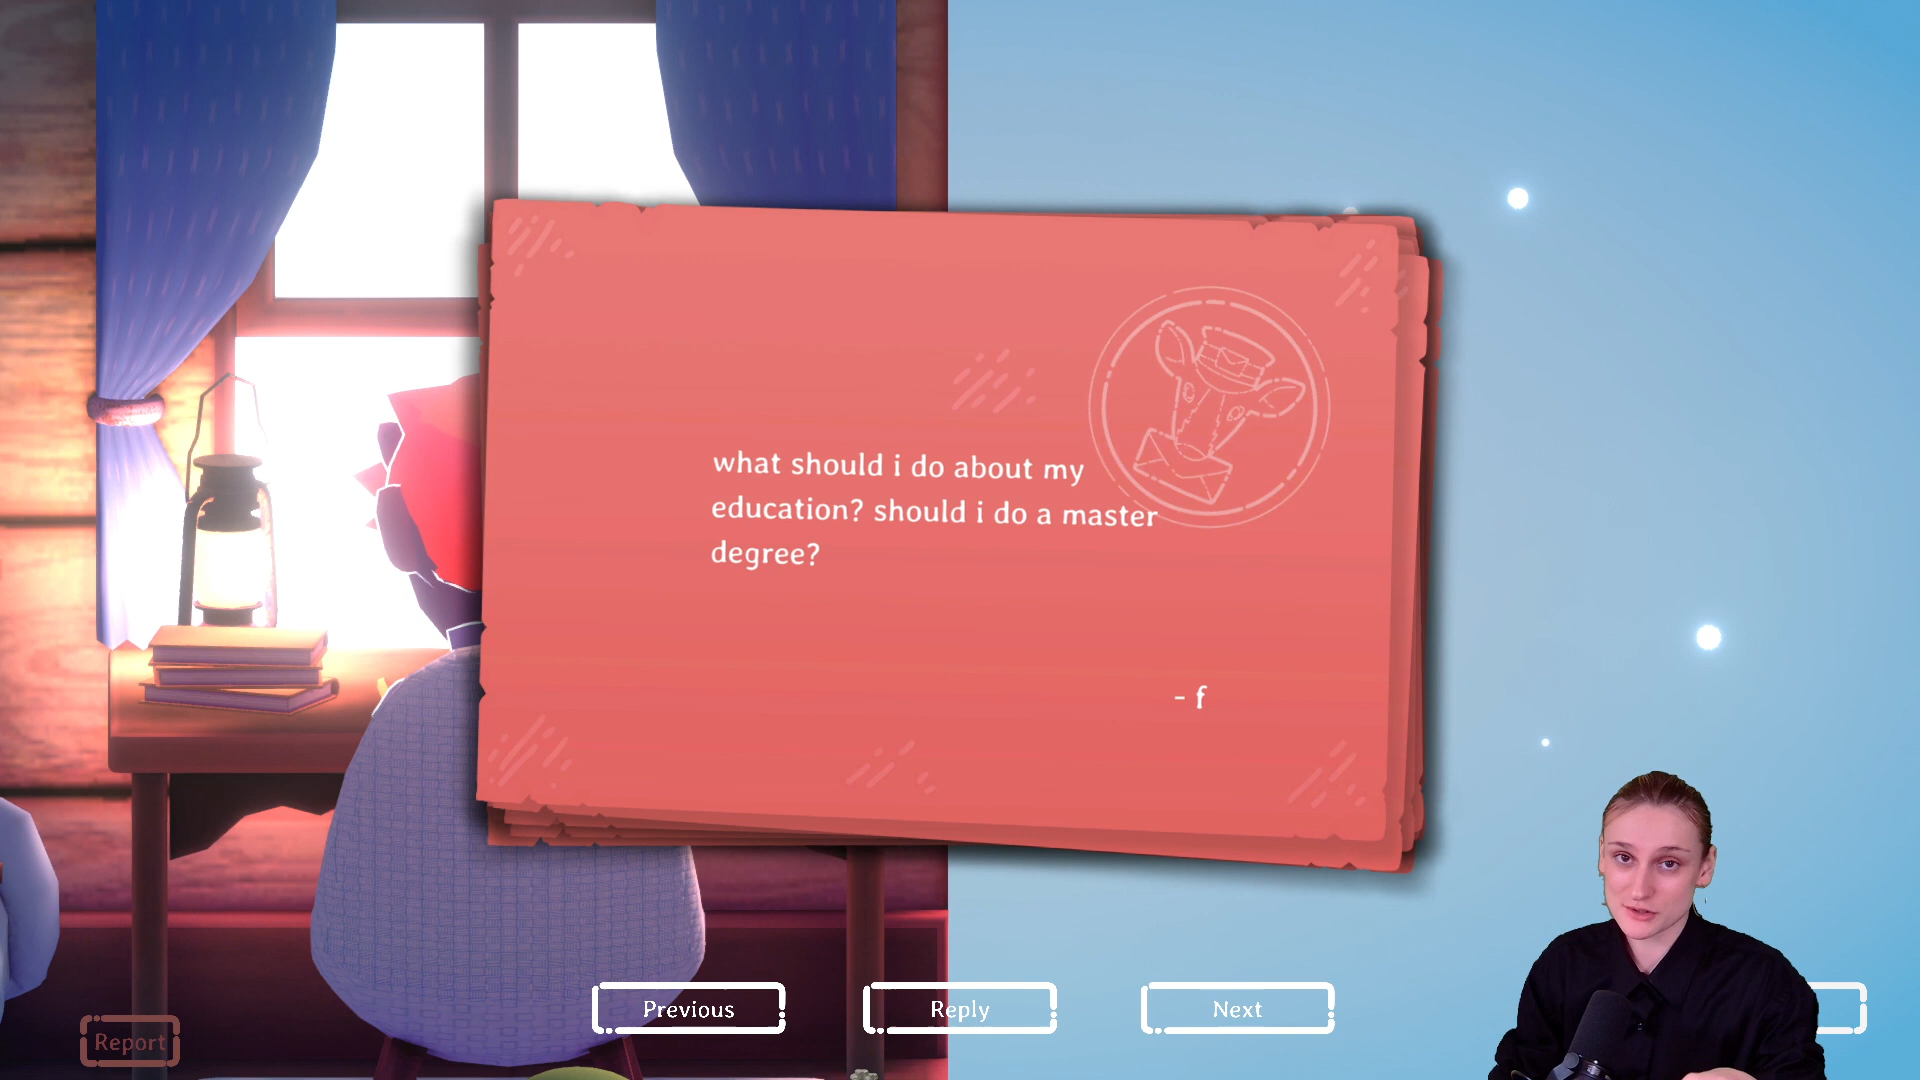 what should i do about my
education? should i do a master
degree?
- f
Previous
Reply
Next
Report